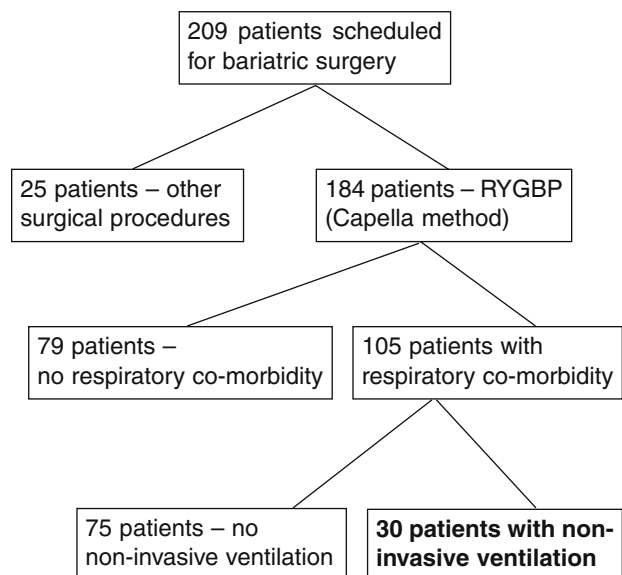 209 patients scheduled
for bariatric surgery
25 patients – other
surgical procedures
184 patients – RYGBP
(Capella method)
79 patients –
no respiratory co-morbidity
105 patients with
respiratory co-morbidity
75 patients – no
non-invasive ventilation
30 patients with non-
invasive ventilation